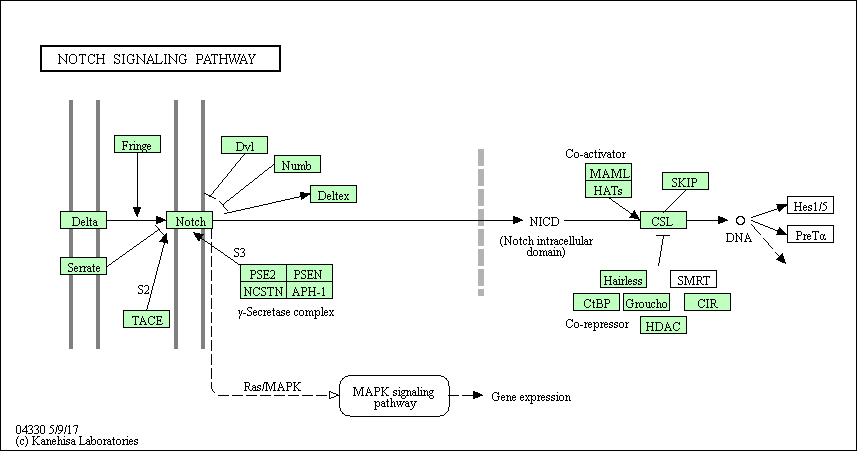 NOTCH SIGNALING PATHWAY
Fringe
Dvl
Numb
Deltex
Delta
Notch
Serrate
S2
TACE
S3
PSE2 PSEN
NCSTN APH-1
γ-Secretase complex
NICD
(Notch intracellular
domain)
Co-activator
MAML
HATs
SKIP
CSL
DNA
Hes1/5
PreTα
Hairless SMRT
CtBP Groucho CIR
Co-repressor HDAC
Ras/MAPK
MAPK signaling
pathway
Gene expression
04330 5/9/17
(c) Kanehisa Laboratories